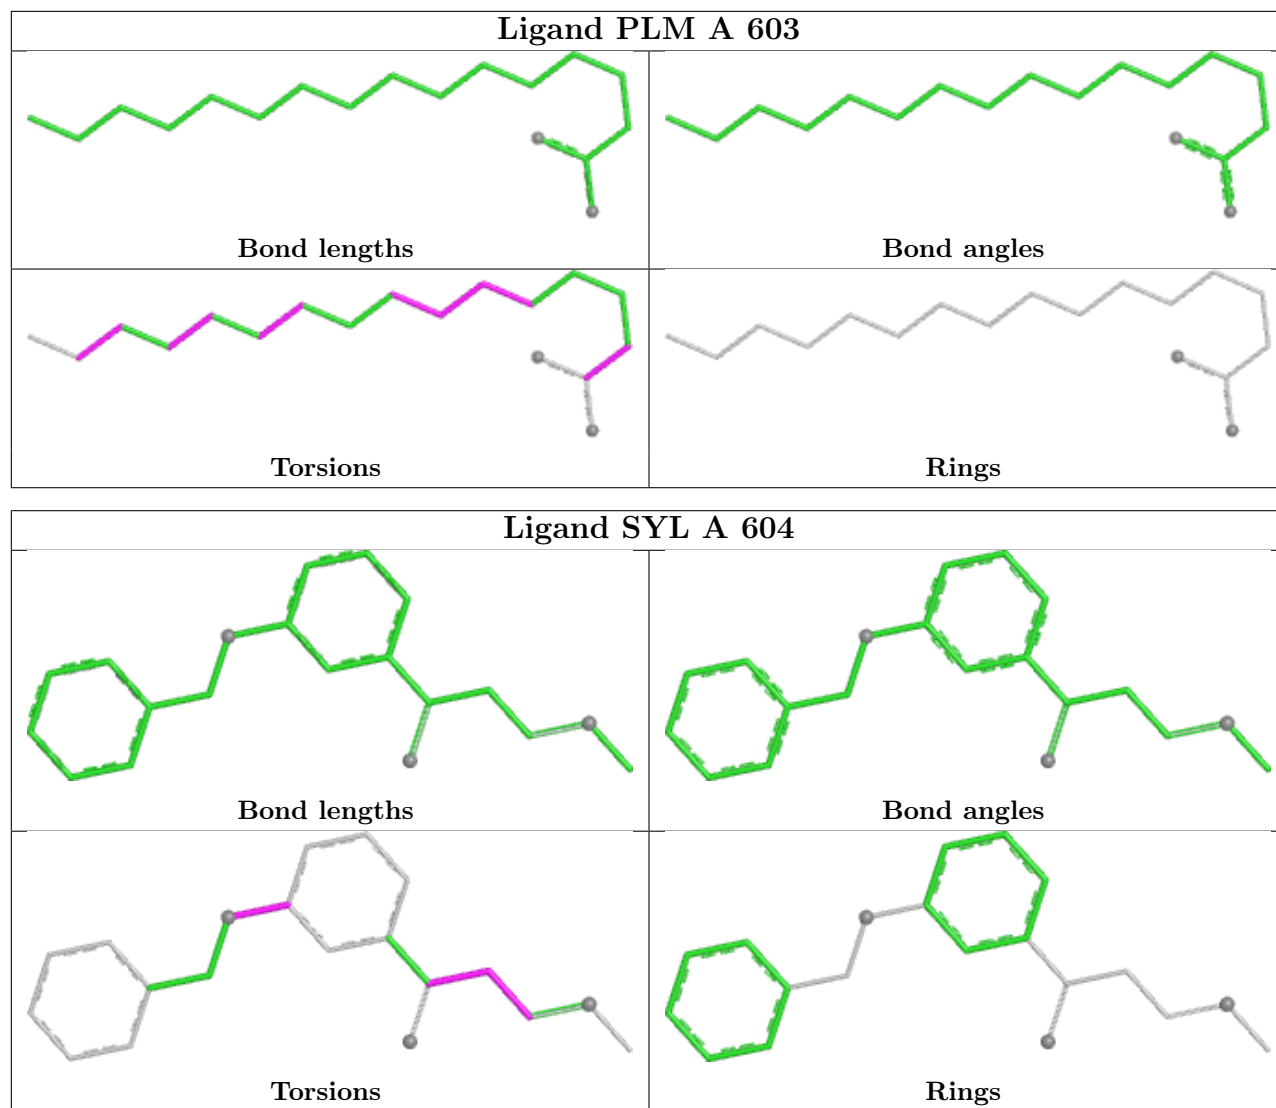 Ligand PLM A 603
Bond lengths
Bond angles
Torsions
Rings
Ligand SYL A 604
Bond lengths
Bond angles
Torsions
Rings